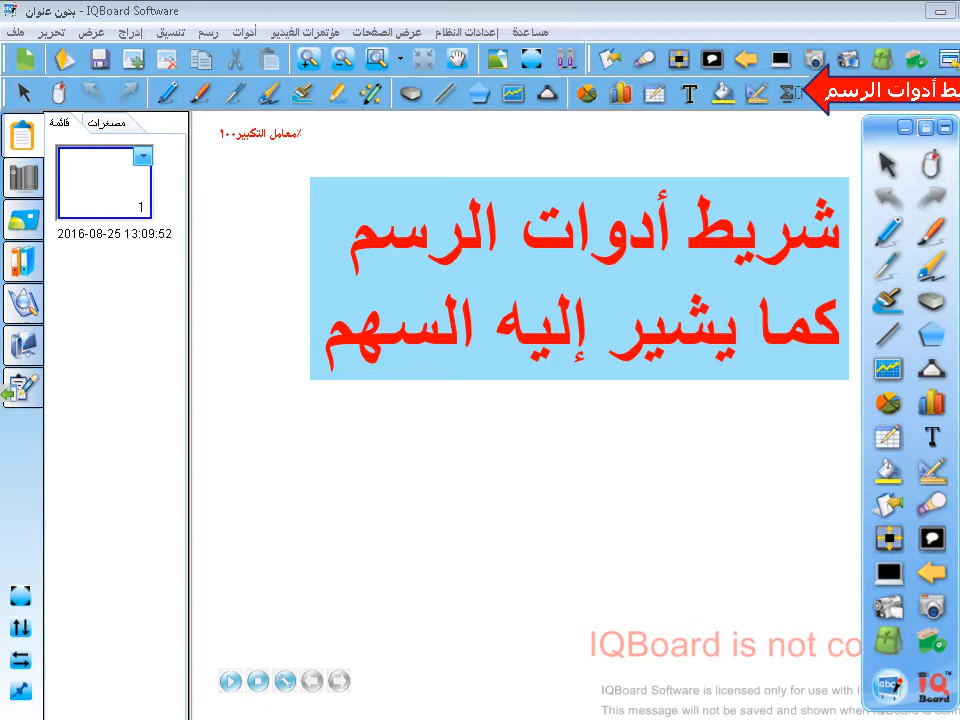 بدون عنوان - IQBoard Software
ملف تحرير عرض إدراج تنسيق رسم أدوات مؤتمرات الفيديو عرض الصفحات إعدادات النظام مساعدة
أدوات الرسم
قائمة مصغرات
معامل التكبير١٠٠٪
1
2016-08-25 13:09:52
شريط أدوات الرسم
كما يشير إليه السهم
IQBoard is not
IQBoard Software is licensed only for use with
This message will not be saved and shown when
abc
IQ
Board